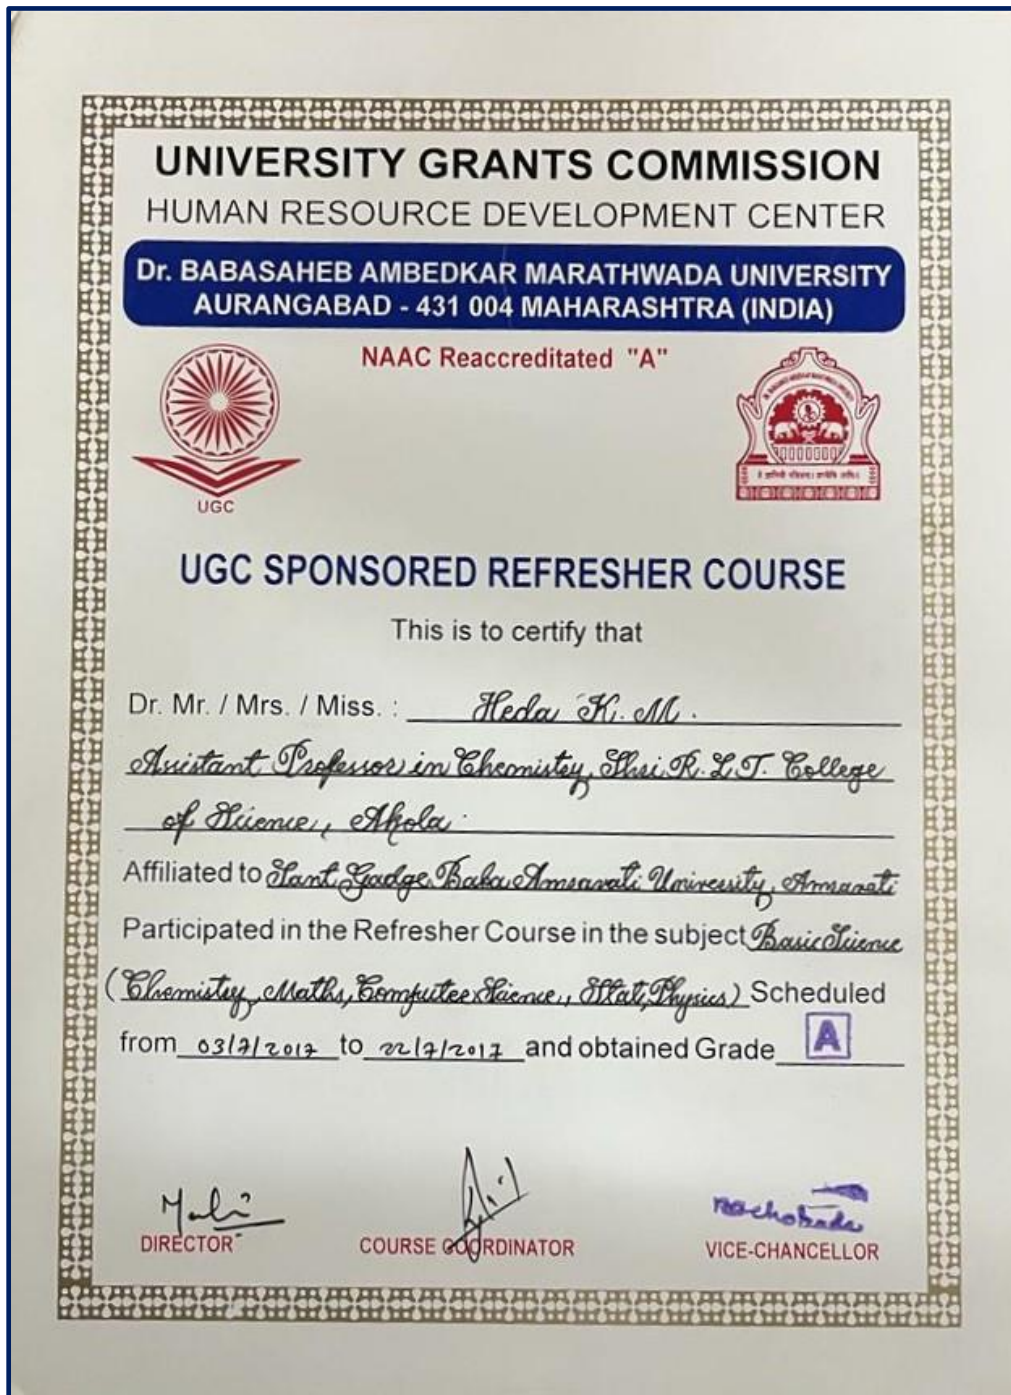 UNIVERSITY GRANTS COMMISSION
HUMAN RESOURCE DEVELOPMENT CENTER
Dr. BABASAHEB AMBEDKAR MARATHWADA UNIVERSITY
AURANGABAD - 431 004 MAHARASHTRA (INDIA)
NAAC Reaccreditated "A"
UGC
UGC SPONSORED REFRESHER COURSE
This is to certify that
Dr. Mr. / Mrs. / Miss. : Heda K. M.
Assistant Professor in Chemistry, Shri R. L. T. College
of Science, Akola.
Affiliated to Sant Gadge Baba Amravati University, Amravati
Participated in the Refresher Course in the subject Basic Science
(Chemistry, Maths, Computer Science, Stat, Physics) Scheduled
from 03/7/2017 to 22/7/2017 and obtained Grade A
DIRECTOR
COURSE COORDINATOR
VICE-CHANCELLOR